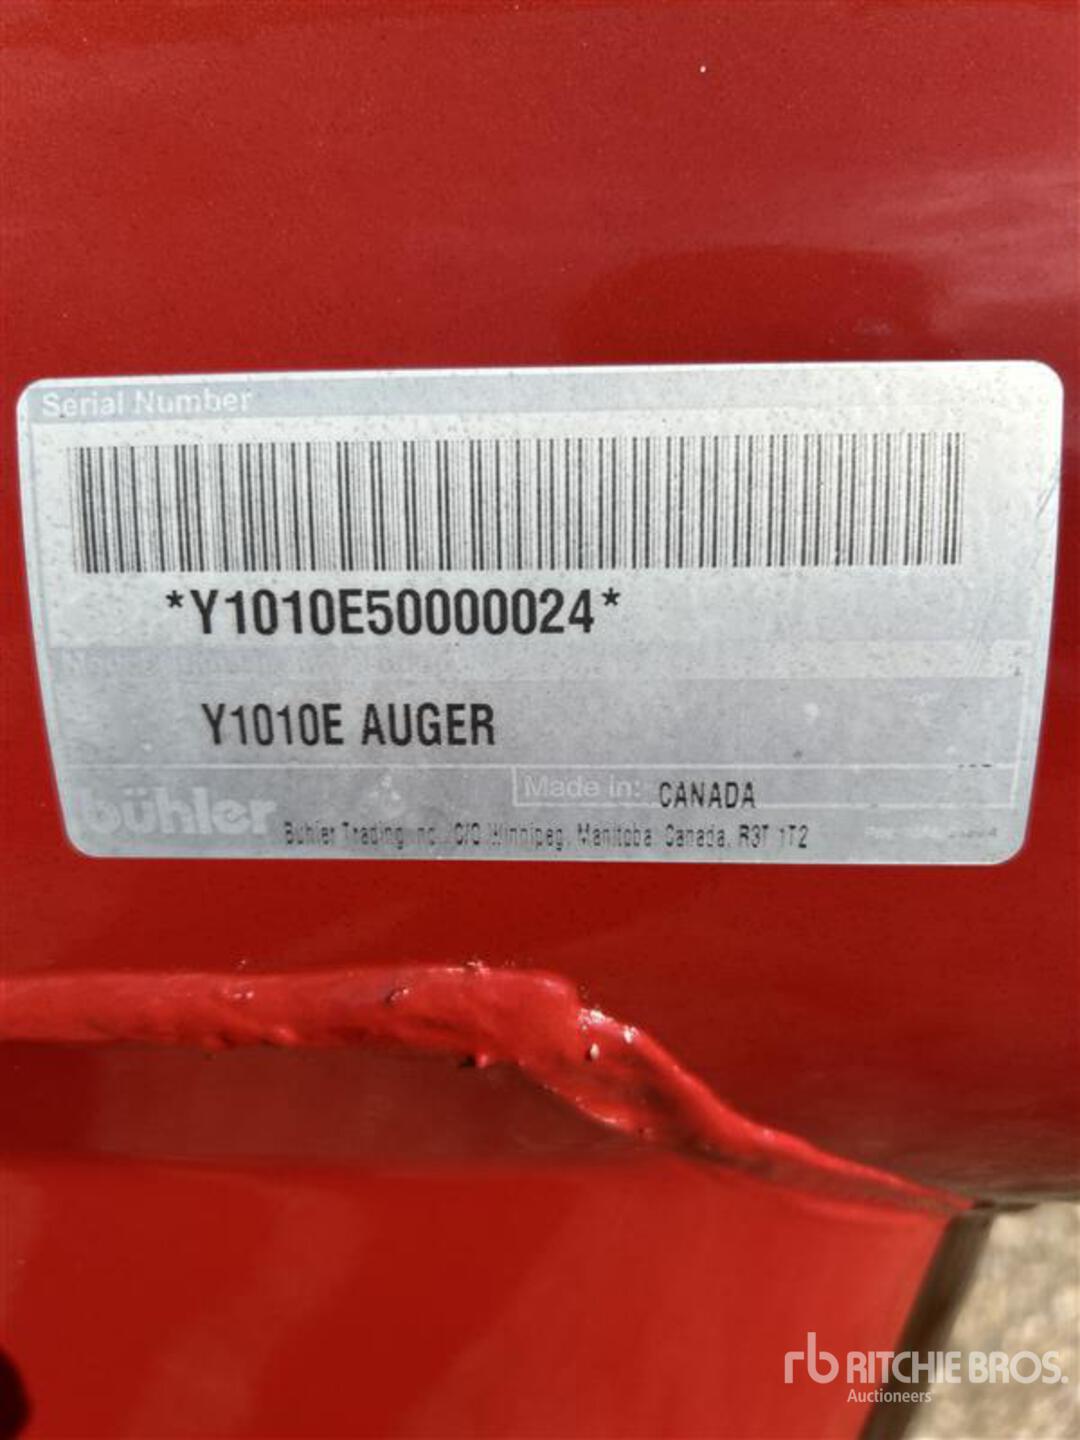 Serial Number
*Y1010E50000024*
Y1010E AUGER
Made in: CANADA
bühler
Buhler Trading Inc. C/O Winnipeg, Manitoba, Canada, R3T 1T2
rb RITCHIE BROS.
Auctioneers